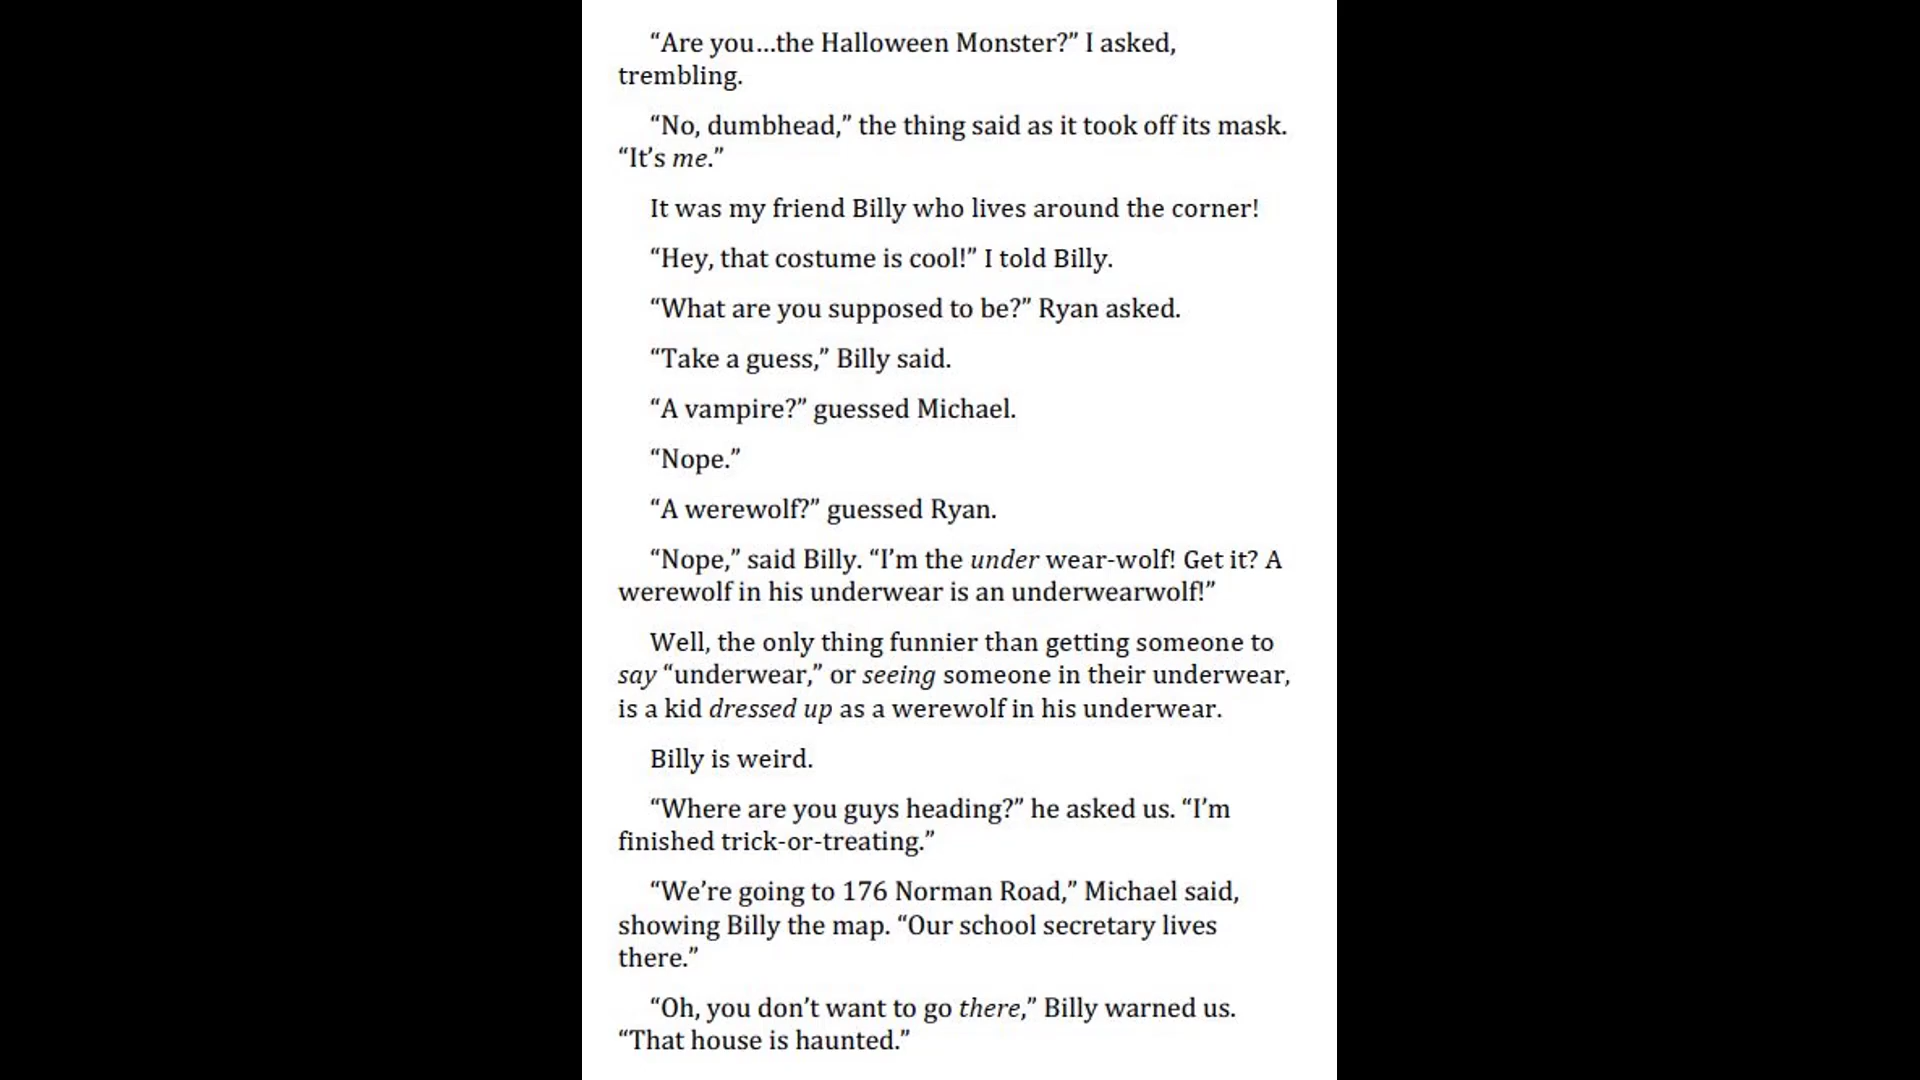 “Are you…the Halloween Monster?” I asked,
trembling.
“No, dumbhead,” the thing said as it took off its mask.
“It’s me.”
It was my friend Billy who lives around the corner!
“Hey, that costume is cool!” I told Billy.
“What are you supposed to be?” Ryan asked.
“Take a guess,” Billy said.
“A vampire?” guessed Michael.
“Nope.”
“A werewolf?” guessed Ryan.
“Nope,” said Billy. “I’m the under wear-wolf! Get it? A
werewolf in his underwear is an underwearwolf!”
Well, the only thing funnier than getting someone to
say “underwear,” or seeing someone in their underwear,
is a kid dressed up as a werewolf in his underwear.
Billy is weird.
“Where are you guys heading?” he asked us. “I’m
finished trick-or-treating.”
“We’re going to 176 Norman Road,” Michael said,
showing Billy the map. “Our school secretary lives
there.”
“Oh, you don’t want to go there,” Billy warned us.
“That house is haunted.”